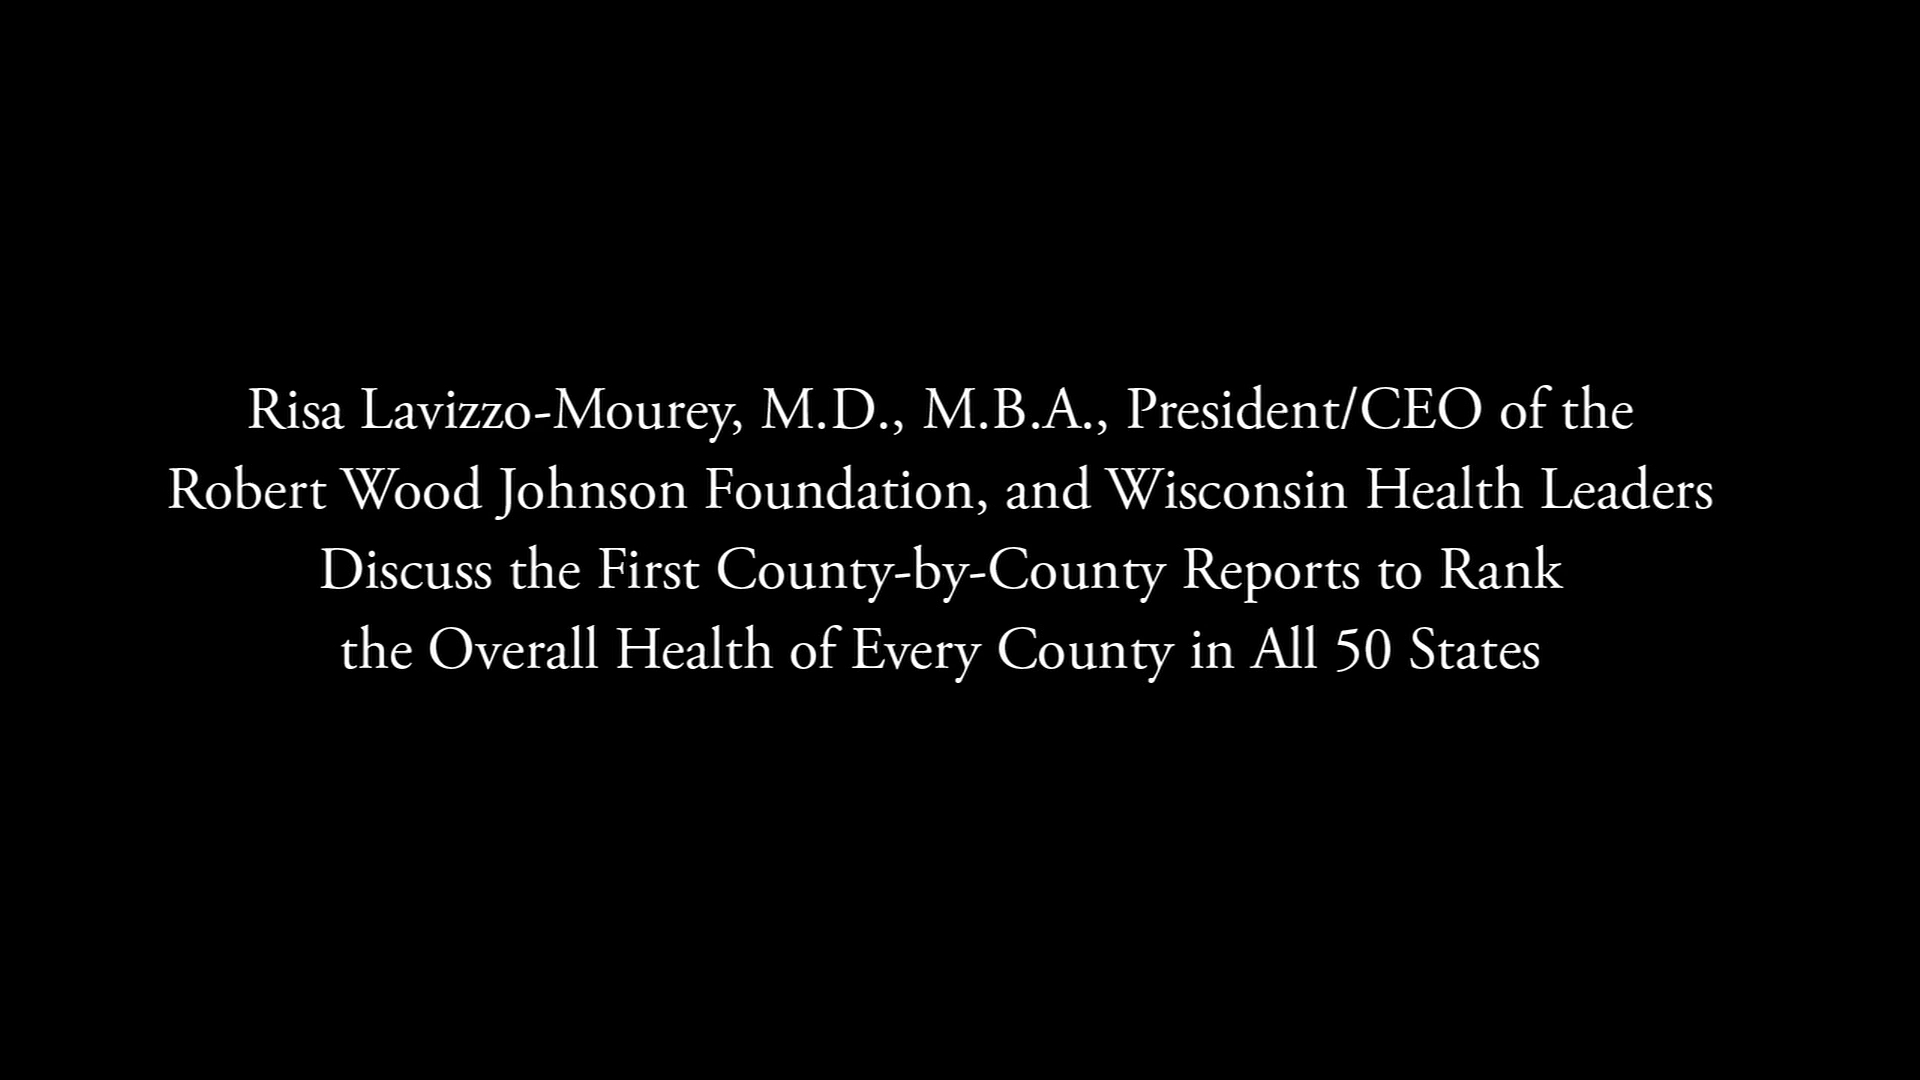 Risa Lavizzo-Mourey, M.D., M.B.A., President/CEO of the
Robert Wood Johnson Foundation, and Wisconsin Health Leaders
Discuss the First County-by-County Reports to Rank
the Overall Health of Every County in All 50 States